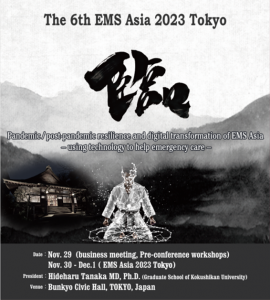 The 6th EMS Asia 2023 Tokyo
臨
Pandemic/post-pandemic resilience and digital transformation of EMS Asia
– using technology to help emergency care –
Date : Nov. 29 (business meeting, Pre-conference workshops)
Nov. 30 - Dec.1 ( EMS Asia 2023 Tokyo)
President : Hideharu Tanaka MD, Ph.D. (Graduate School of Kokushikan University)
Venue : Bunkyo Civic Hall, TOKYO, Japan